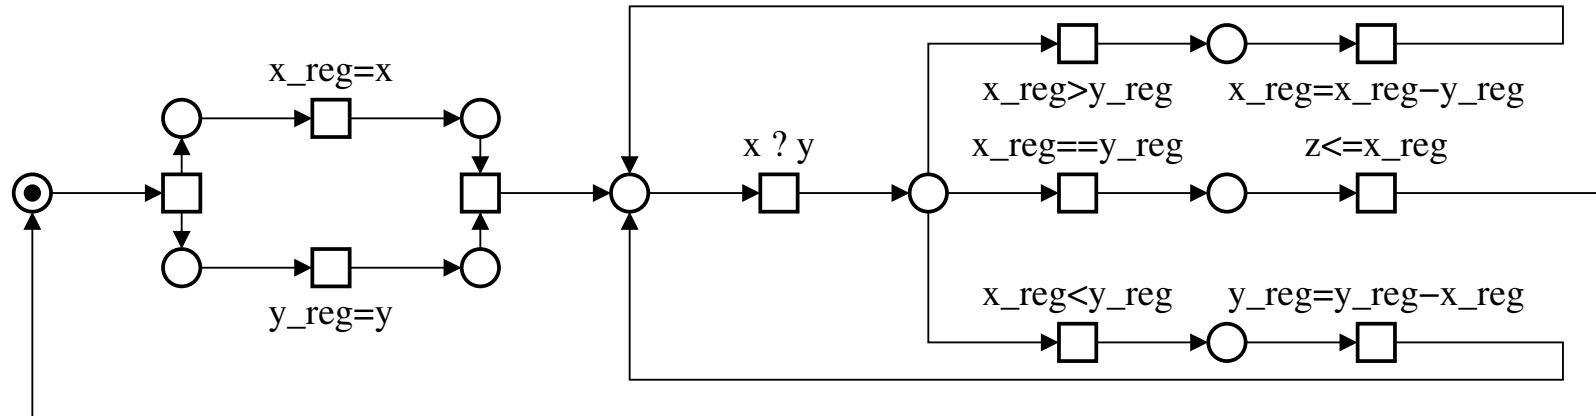 x_reg=x
y_reg=y
x ? y
x_reg>y_reg
x_reg=x_reg−y_reg
x_reg==y_reg
z<=x_reg
x_reg<y_reg
y_reg=y_reg−x_reg